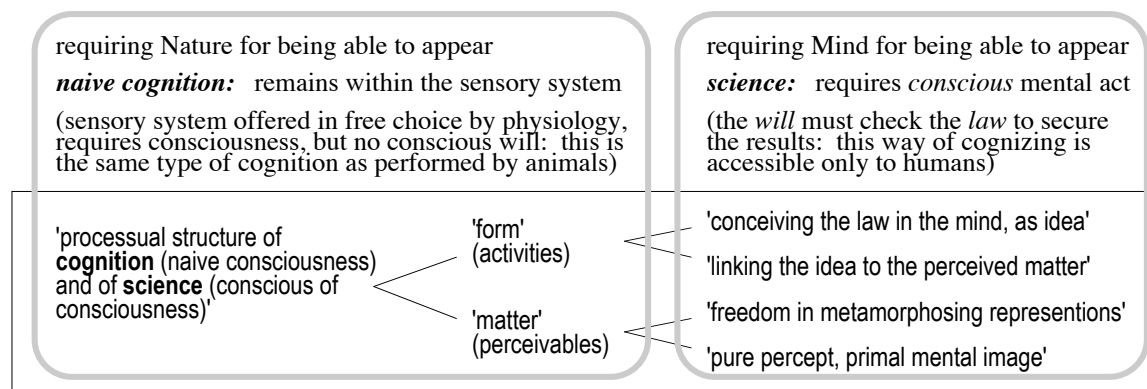 requiring Nature for being able to appear
naive cognition: remains within the sensory system
(sensory system offered in free choice by physiology,
requires consciousness, but no conscious will: this is
the same type of cognition as performed by animals)
requiring Mind for being able to appear
science: requires conscious mental act
(the will must check the law to secure
the results: this way of cognizing is
accessible only to humans)
'processual structure of
cognition (naive consciousness)
and of science (conscious of
consciousness)'
'form'
(activities)
'matter'
(perceivables)
'conceiving the law in the mind, as idea'
'linking the idea to the perceived matter'
'freedom in metamorphosing representions'
'pure percept, primal mental image'